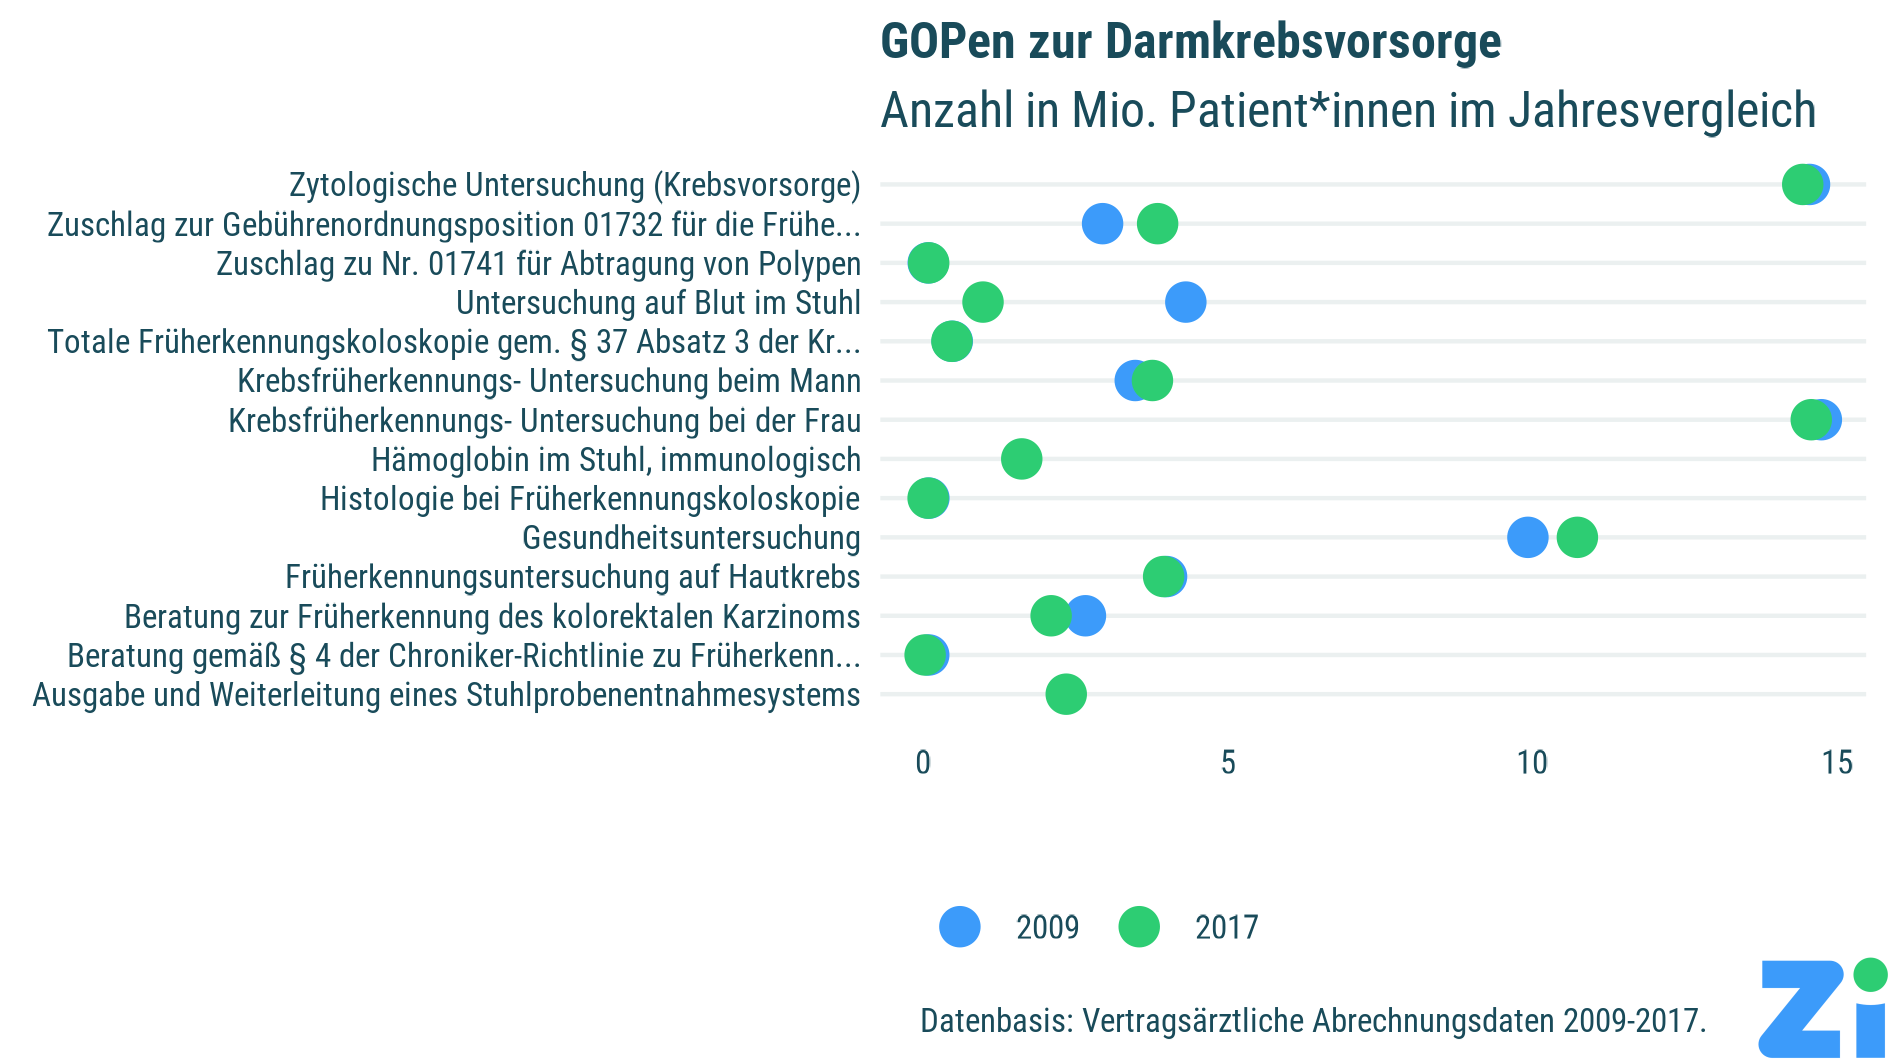 GOPen zur Darmkrebsvorsorge
Anzahl in Mio. Patient*innen im Jahresvergleich
Zytologische Untersuchung (Krebsvorsorge)
Zuschlag zur Gebührenordnungsposition 01732 für die Frühe...
Zuschlag zu Nr. 01741 für Abtragung von Polypen
Untersuchung auf Blut im Stuhl
Totale Früherkennungskoloskopie gem. § 37 Absatz 3 der Kr...
Krebsfrüherkennungs- Untersuchung beim Mann
Krebsfrüherkennungs- Untersuchung bei der Frau
Hämoglobin im Stuhl, immunologisch
Histologie bei Früherkennungskoloskopie
Gesundheitsuntersuchung
Früherkennungsuntersuchung auf Hautkrebs
Beratung zur Früherkennung des kolorektalen Karzinoms
Beratung gemäß § 4 der Chroniker-Richtlinie zu Früherkenn...
Ausgabe und Weiterleitung eines Stuhlprobenentnahmesystems
0 5 10 15
2009 2017
Datenbasis: Vertragsärztliche Abrechnungsdaten 2009-2017.
Zi